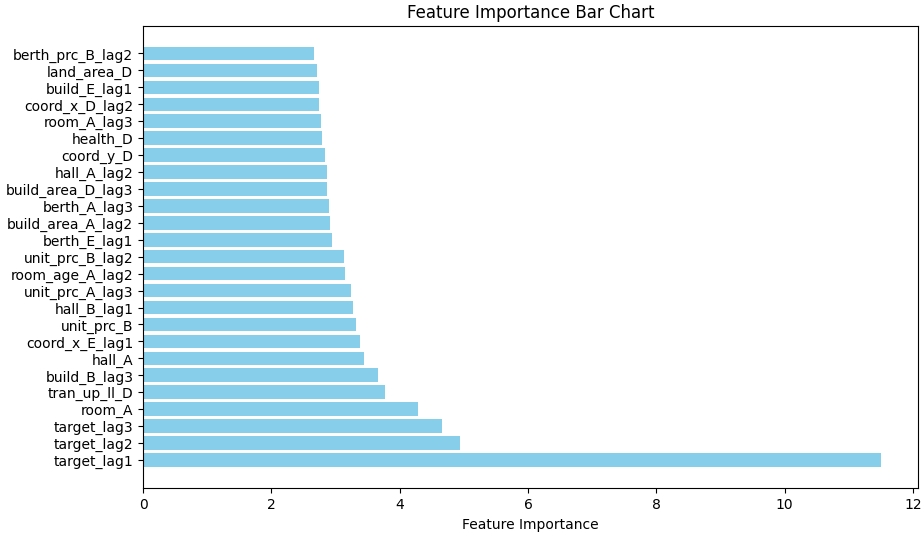 Feature Importance Bar Chart
berth_prc_B_lag2
land_area_D
build_E_lag1
coord_x_D_lag2
room_A_lag3
health_D
coord_y_D
hall_A_lag2
build_area_D_lag3
berth_A_lag3
build_area_A_lag2
berth_E_lag1
unit_prc_B_lag2
room_age_A_lag2
unit_prc_A_lag3
hall_B_lag1
unit_prc_B
coord_x_E_lag1
hall_A
build_B_lag3
tran_up_ll_D
room_A
target_lag3
target_lag2
target_lag1
0 2 4 6 8 10 12
Feature Importance